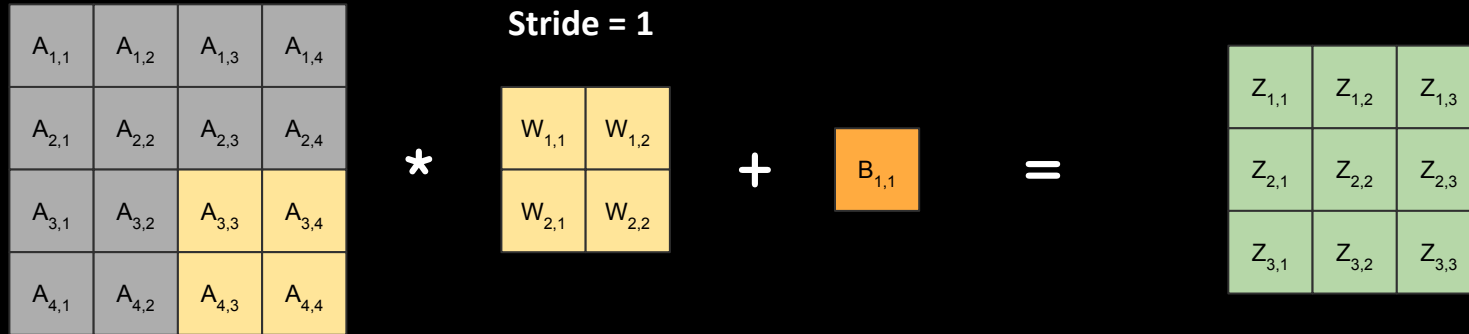 Stride = 1
A1,1 A1,2 A1,3 A1,4
A2,1 A2,2 A2,3 A2,4
A3,1 A3,2 A3,3 A3,4
A4,1 A4,2 A4,3 A4,4
*
W1,1 W1,2
W2,1 W2,2
+
B1,1
=
Z1,1 Z1,2 Z1,3
Z2,1 Z2,2 Z2,3
Z3,1 Z3,2 Z3,3